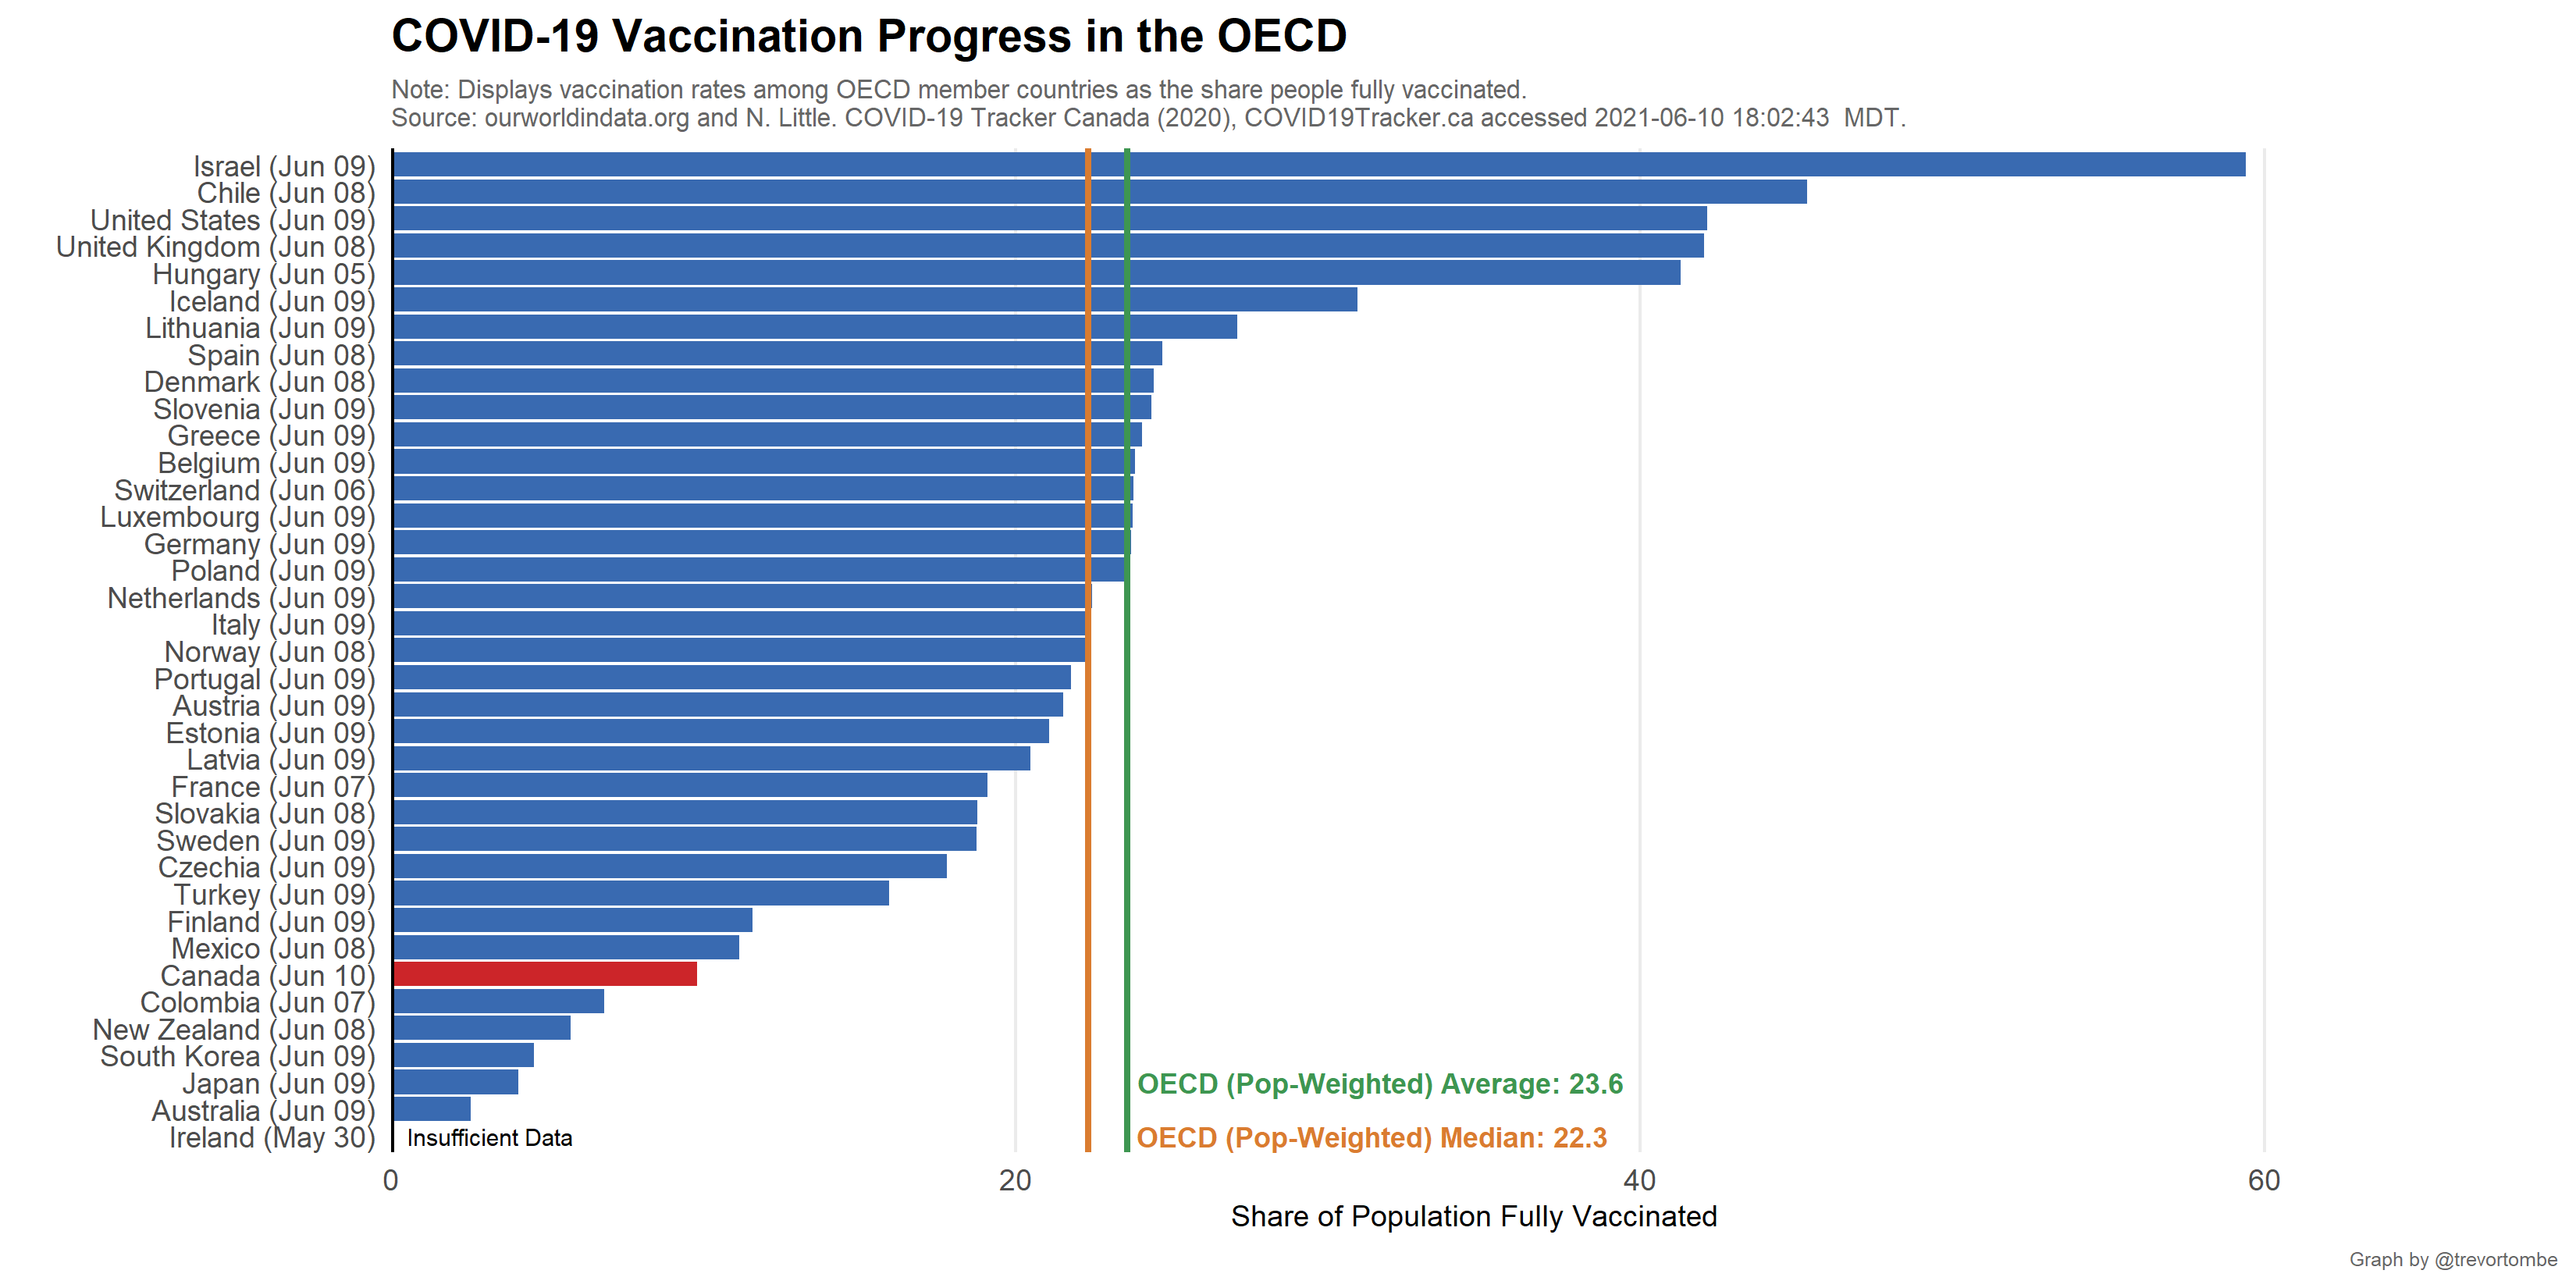 COVID-19 Vaccination Progress in the OECD
Note: Displays vaccination rates among OECD member countries as the share people fully vaccinated.
Source: ourworldindata.org and N. Little. COVID-19 Tracker Canada (2020), COVID19Tracker.ca accessed 2021-06-10 18:02:43  MDT.
Israel (Jun 09)
Chile (Jun 08)
United States (Jun 09)
United Kingdom (Jun 08)
Hungary (Jun 05)
Iceland (Jun 09)
Lithuania (Jun 09)
Spain (Jun 08)
Denmark (Jun 08)
Slovenia (Jun 09)
Greece (Jun 09)
Belgium (Jun 09)
Switzerland (Jun 06)
Luxembourg (Jun 09)
Germany (Jun 09)
Poland (Jun 09)
Netherlands (Jun 09)
Italy (Jun 09)
Norway (Jun 08)
Portugal (Jun 09)
Austria (Jun 09)
Estonia (Jun 09)
Latvia (Jun 09)
France (Jun 07)
Slovakia (Jun 08)
Sweden (Jun 09)
Czechia (Jun 09)
Turkey (Jun 09)
Finland (Jun 09)
Mexico (Jun 08)
Canada (Jun 10)
Colombia (Jun 07)
New Zealand (Jun 08)
South Korea (Jun 09)
Japan (Jun 09) OECD (Pop-Weighted) Average: 23.6
Australia (Jun 09)
Ireland (May 30) Insufficient Data OECD (Pop-Weighted) Median: 22.3
0 20 40 60
Share of Population Fully Vaccinated
Graph by @trevortombe